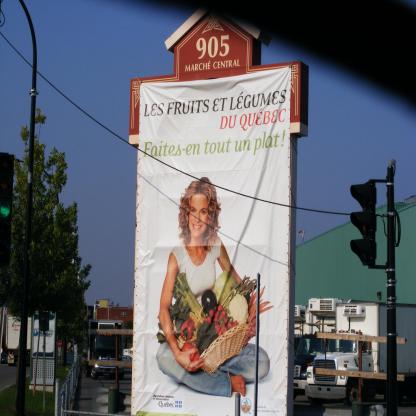 905
MARCHÉ CENTRAL
LES FRUITS ET LÉGUMES
DU QUÉBEC
Faites-en tout un plat!